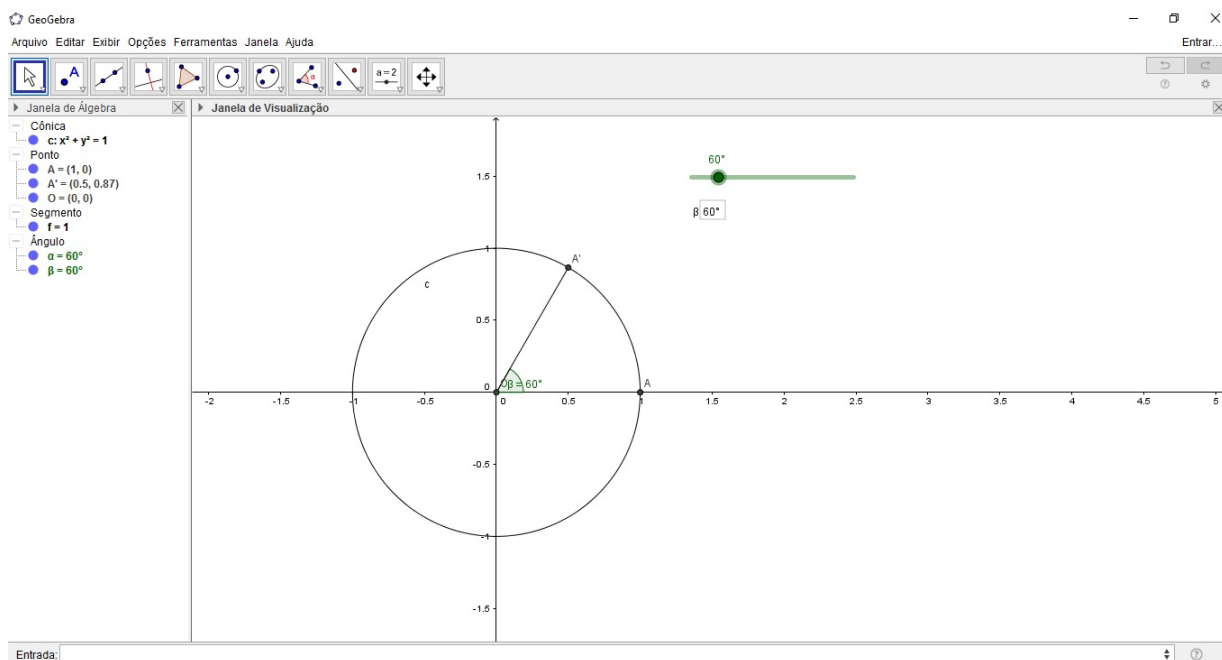 GeoGebra
Arquivo Editar Exibir Opções Ferramentas Janela Ajuda
Entrar...
A
α
a = 2
Janela de Álgebra
Janela de Visualização
Cônica
c: x² + y² = 1
Ponto
A = (1, 0)
A' = (0.5, 0.87)
O = (0, 0)
Segmento
f = 1
Ângulo
α = 60°
β = 60°
60°
β 60°
1.5
1
0.5
0
-0.5
-1
-1.5
-2 -1.5 -1 -0.5 0 0.5 1 1.5 2 2.5 3 3.5 4 4.5 5
c
A'
A
O
β = 60°
Entrada: